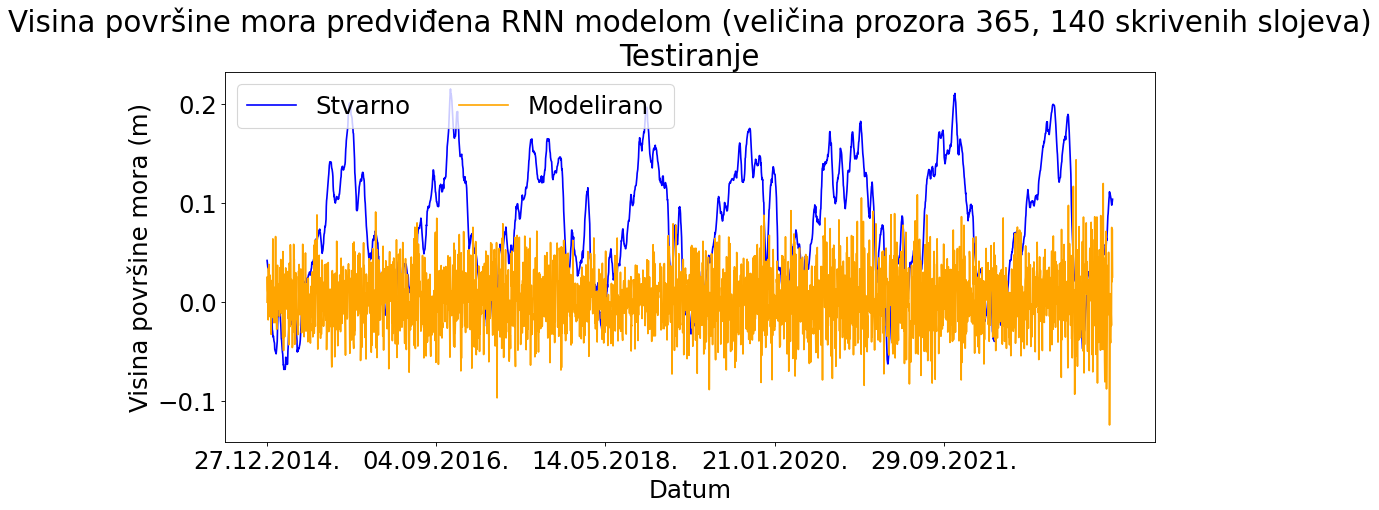 Visina površine mora predviđena RNN modelom (veličina prozora 365, 140 skrivenih slojeva)
Testiranje
Stvarno
Modelirano
Visina površine mora (m)
0.2
0.1
0.0
−0.1
27.12.2014.
04.09.2016.
14.05.2018.
21.01.2020.
29.09.2021.
Datum